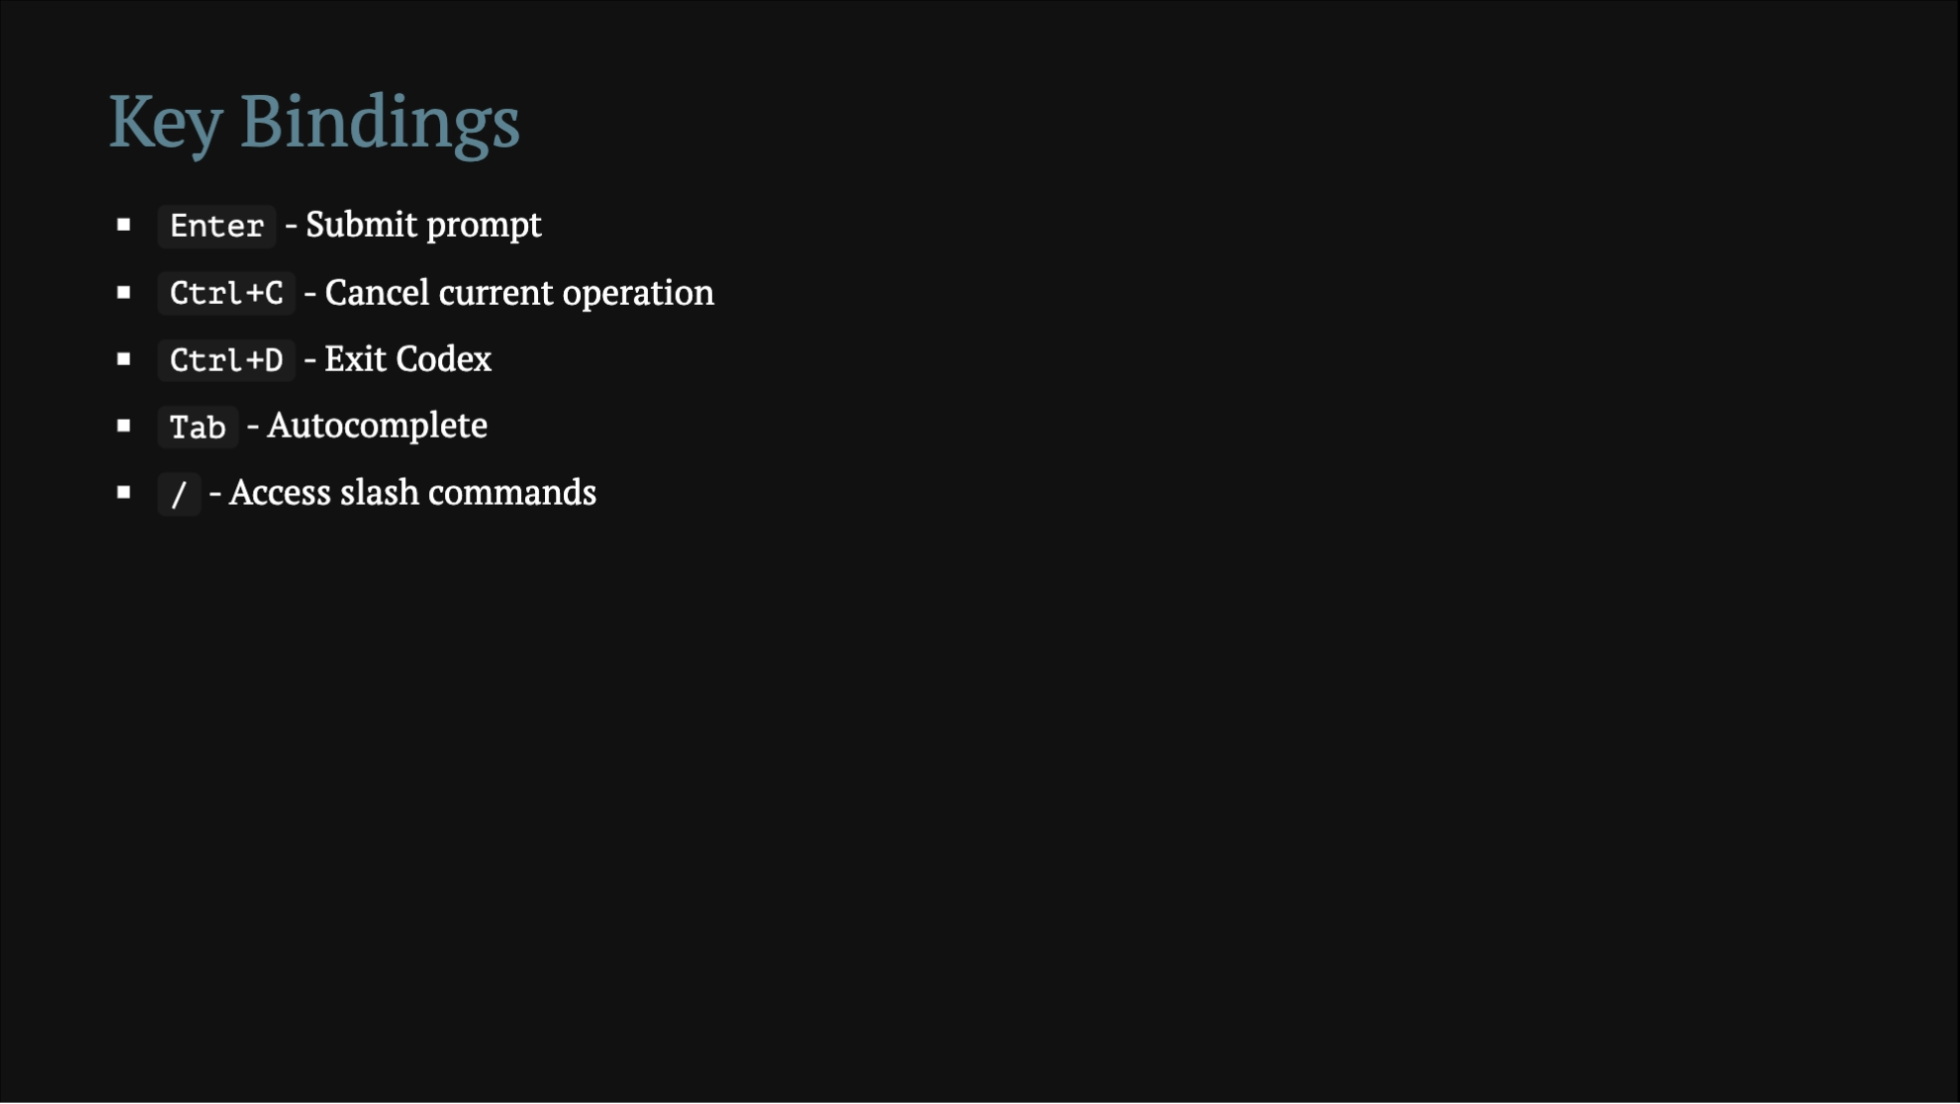 Key Bindings
Enter - Submit prompt
Ctrl+C - Cancel current operation
Ctrl+D - Exit Codex
Tab - Autocomplete
/ - Access slash commands